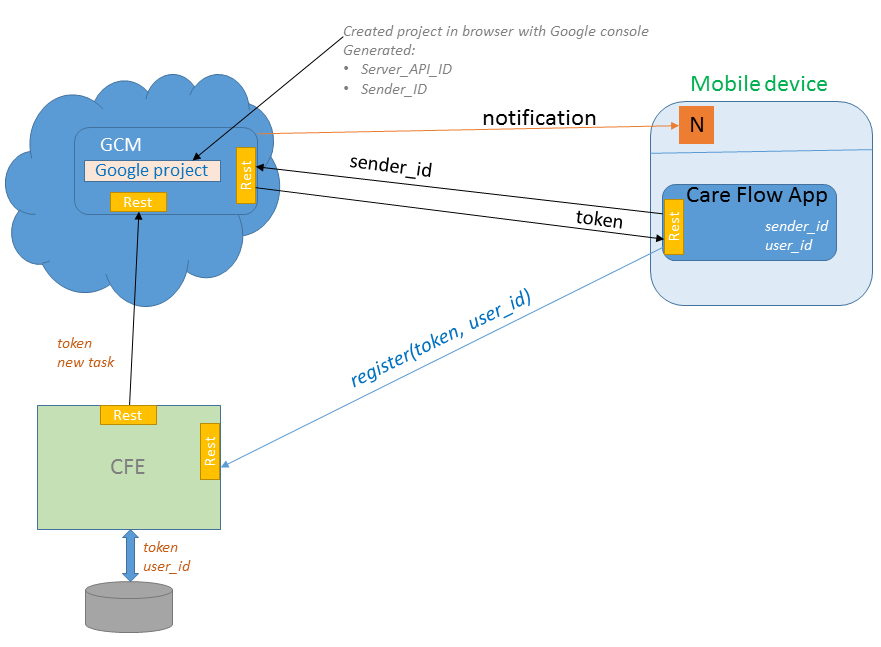 Created project in browser with Google console
Generated:
• Server_API_ID
• Sender_ID
Mobile device
notification
N
GCM
Google project
Rest
Rest
sender_id
token
Care Flow App
Rest
sender_id
user_id
register(token, user_id)
token
new task
Rest
Rest
CFE
token
user_id